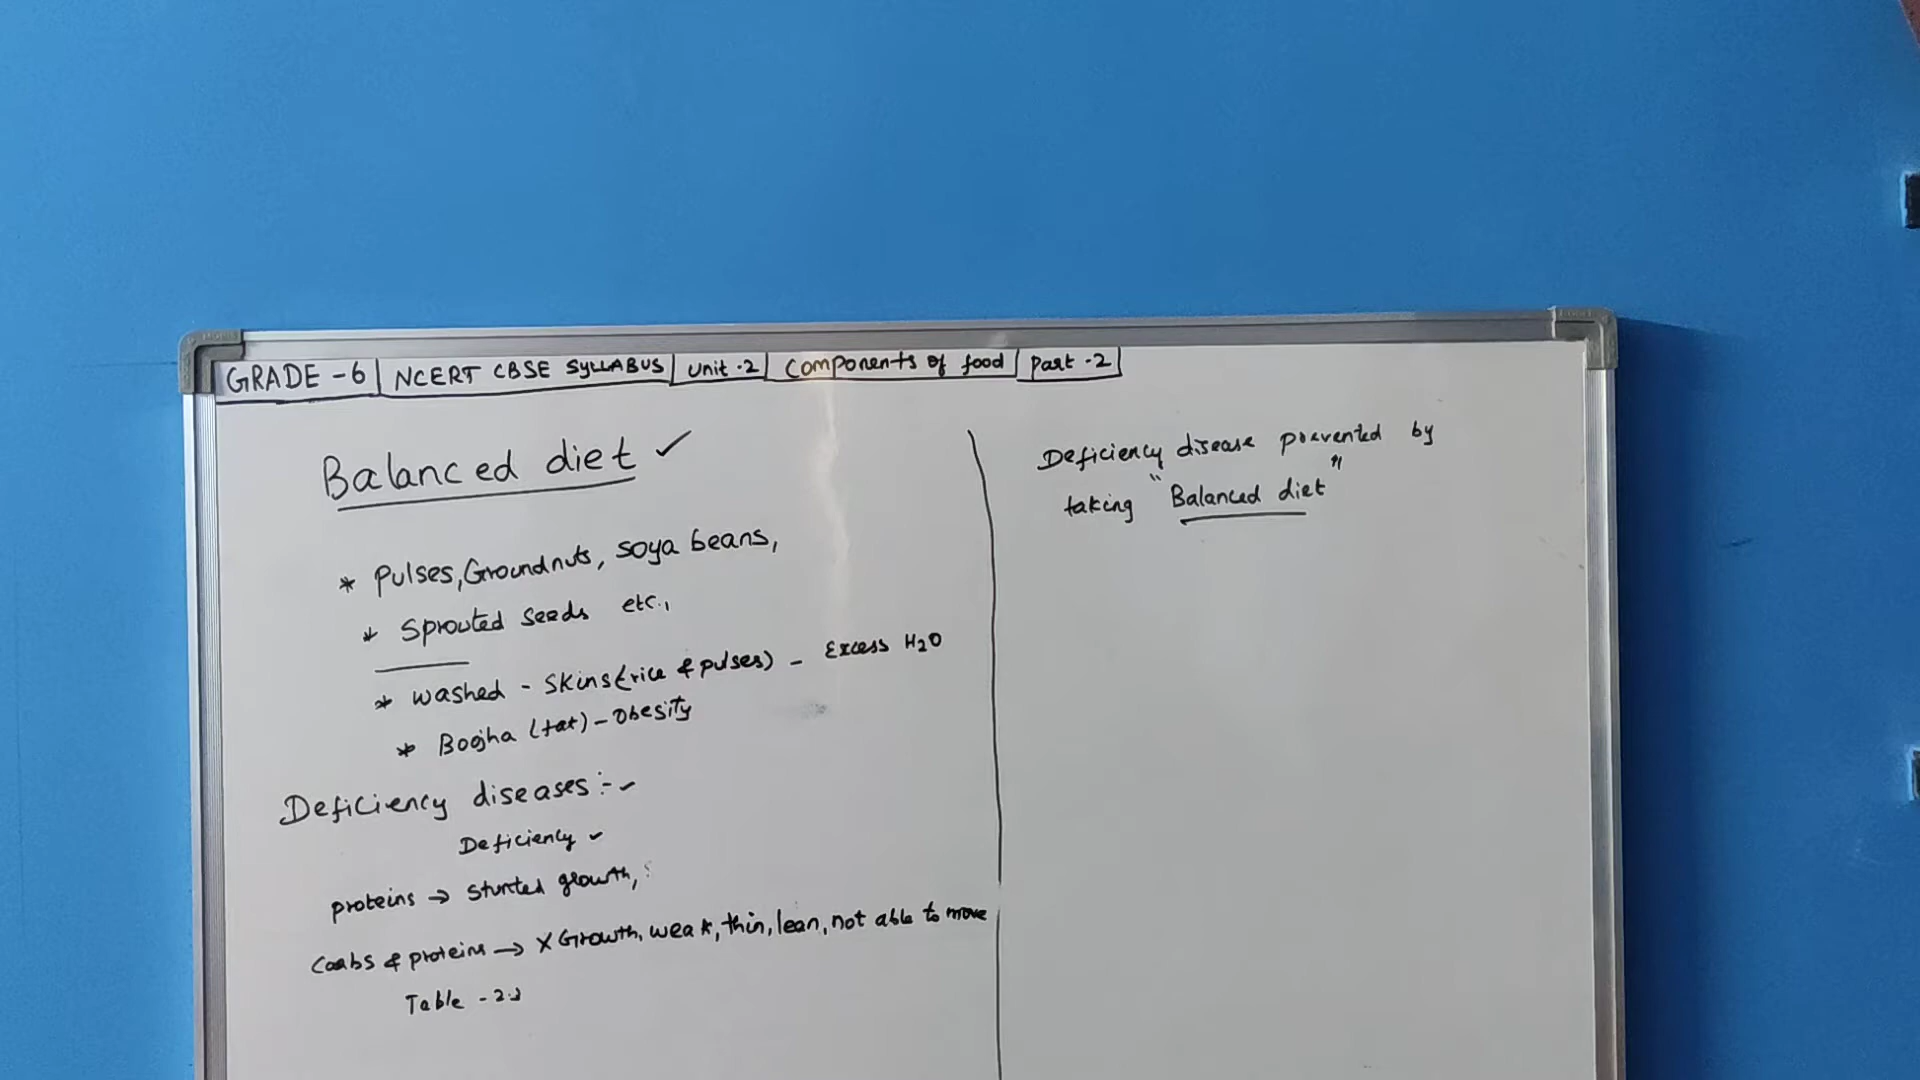 GRADE - 6 | NCERT CBSE SYLLABUS | Unit - 2 | Components of food | Part - 2 |
Balanced diet ✓
* Pulses, Groundnuts, soya beans,
* Sprouted seeds etc.,
* washed - skins (rice & pulses) - Excess H2O
* Boojha (fat) - Obesity
Deficiency diseases :- ✓
Deficiency ✓
proteins → stunted growth,
Carbs & proteins → X Growth, weak, thin, lean, not able to move
Table -
Deficiency disease prevented by
taking "Balanced diet"